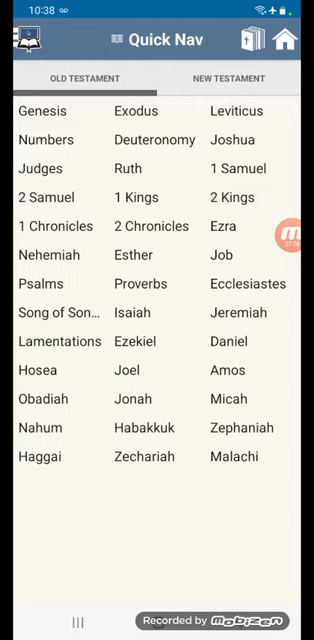 10:38
Quick Nav
OLD TESTAMENT NEW TESTAMENT
Genesis Exodus Leviticus
Numbers Deuteronomy Joshua
Judges Ruth 1 Samuel
2 Samuel 1 Kings 2 Kings
1 Chronicles 2 Chronicles Ezra
Nehemiah Esther Job
Psalms Proverbs Ecclesiastes
Song of Son... Isaiah Jeremiah
Lamentations Ezekiel Daniel
Hosea Joel Amos
Obadiah Jonah Micah
Nahum Habakkuk Zephaniah
Haggai Zechariah Malachi
Recorded by mobizen